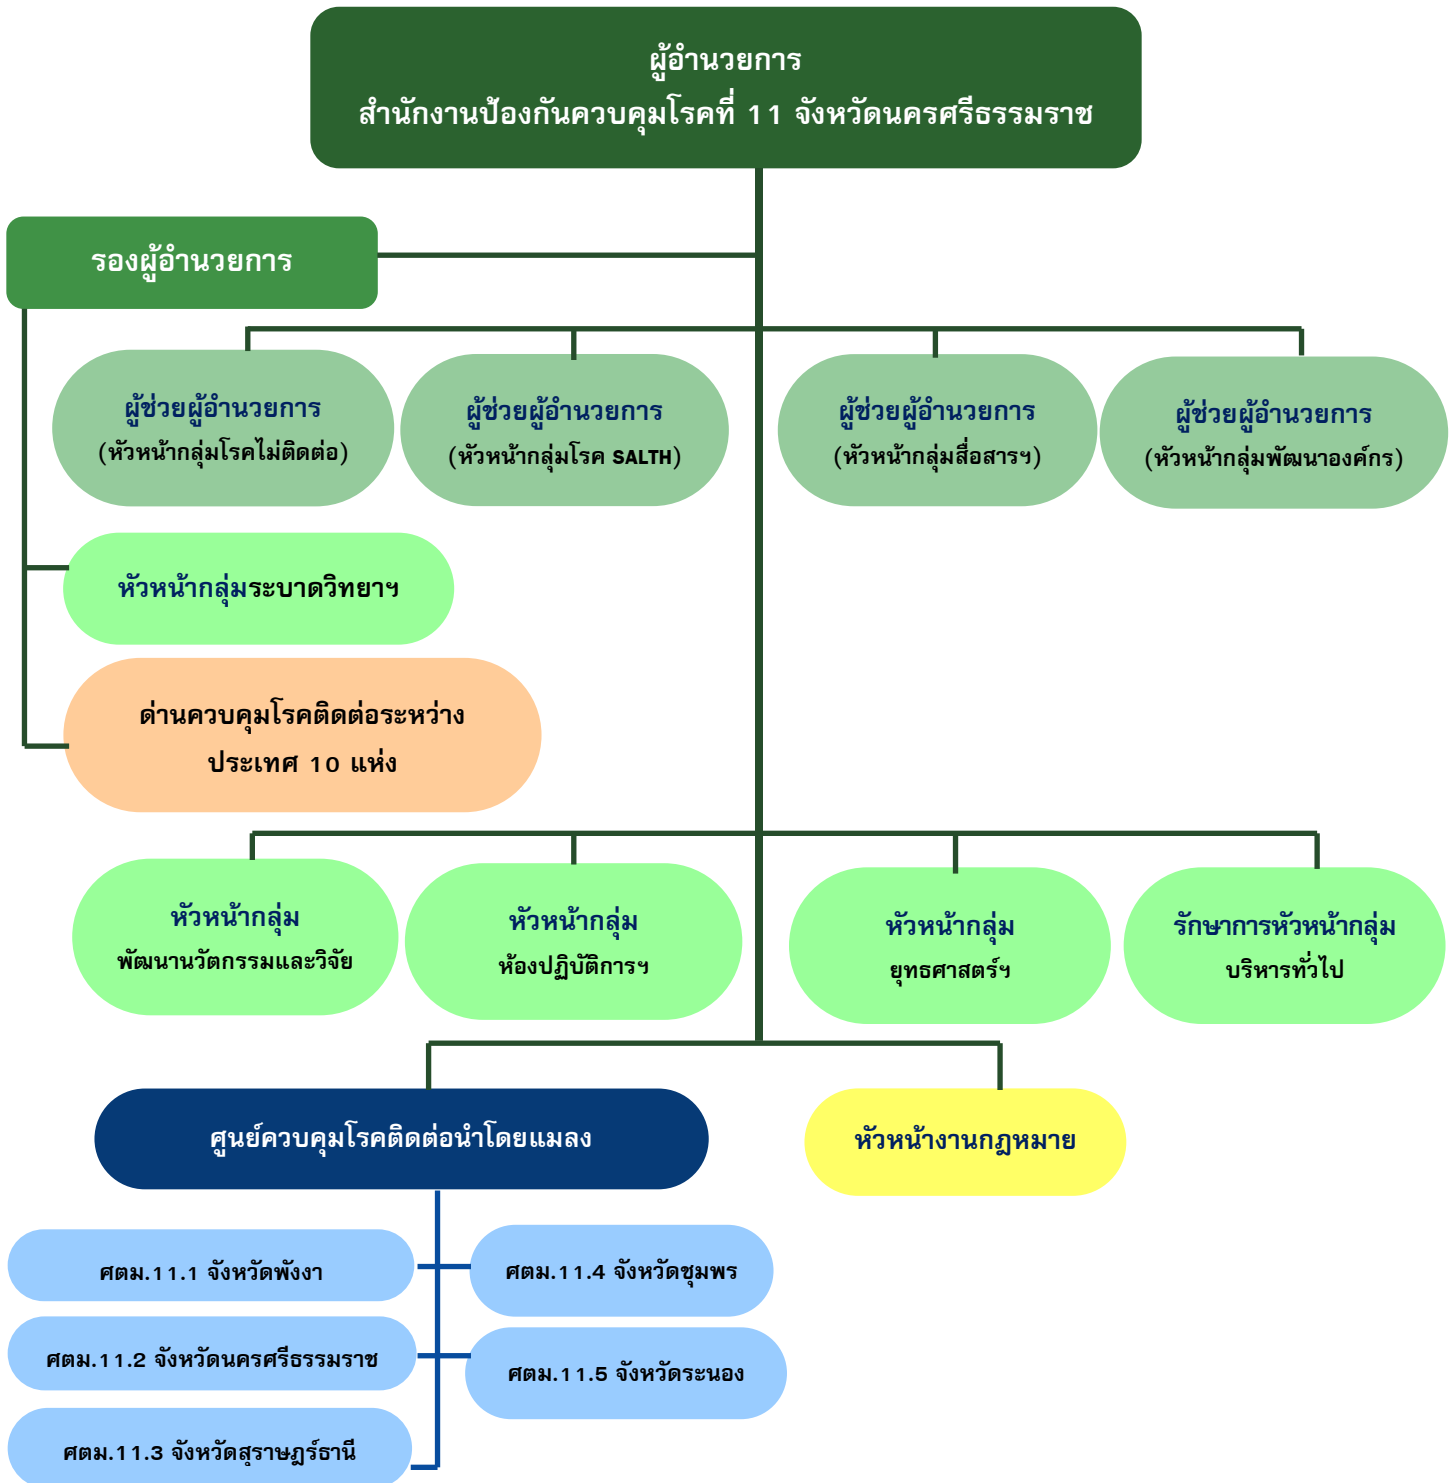 ผู้อำนวยการ
สำนักงานป้องกันควบคุมโรคที่ 11 จังหวัดนครศรีธรรมราช
รองผู้อำนวยการ
ผู้ช่วยผู้อำนวยการ
(หัวหน้ากลุ่มโรคไม่ติดต่อ)
ผู้ช่วยผู้อำนวยการ
(หัวหน้ากลุ่มโรค SALTH)
ผู้ช่วยผู้อำนวยการ
(หัวหน้ากลุ่มสื่อสารฯ)
ผู้ช่วยผู้อำนวยการ
(หัวหน้ากลุ่มพัฒนาองค์กร)
หัวหน้ากลุ่มระบาดวิทยาฯ
ด่านควบคุมโรคติดต่อระหว่าง
ประเทศ 10 แห่ง
หัวหน้ากลุ่ม
พัฒนานวัตกรรมและวิจัย
หัวหน้ากลุ่ม
ห้องปฏิบัติการฯ
หัวหน้ากลุ่ม
ยุทธศาสตร์ฯ
รักษาการหัวหน้ากลุ่ม
บริหารทั่วไป
ศูนย์ควบคุมโรคติดต่อนำโดยแมลง
หัวหน้างานกฎหมาย
ศตม.11.1 จังหวัดพังงา
ศตม.11.4 จังหวัดชุมพร
ศตม.11.2 จังหวัดนครศรีธรรมราช
ศตม.11.5 จังหวัดระนอง
ศตม.11.3 จังหวัดสุราษฎร์ธานี